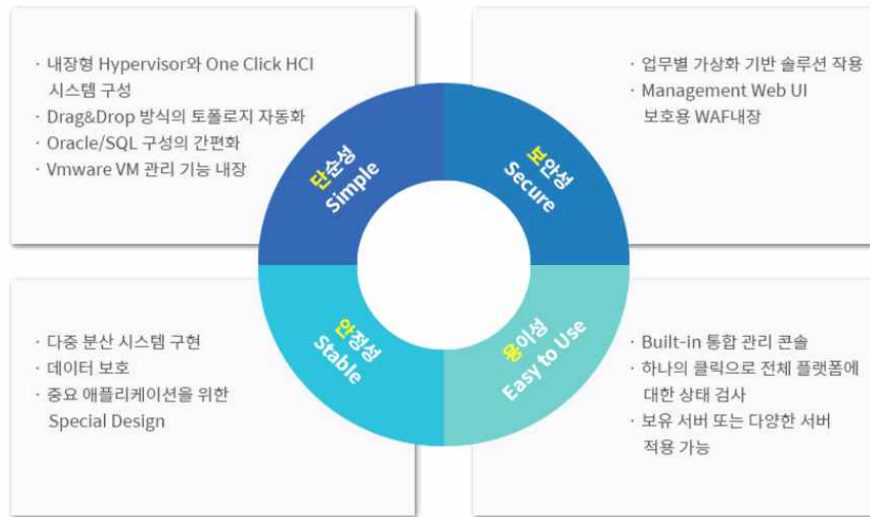 · 내장형 Hypervisor와 One Click HCI
시스템 구성
· Drag&Drop 방식의 토폴로지 자동화
· Oracle/SQL 구성의 간편화
· Vmware VM 관리 기능 내장
· 업무별 가상화 기반 솔루션 작용
· Management Web UI
보호용 WAF내장
단순성
Simple
보안성
Secure
안정성
Stable
용이성
Easy to Use
· 다중 분산 시스템 구현
· 데이터 보호
· 중요 애플리케이션을 위한
Special Design
· Built-in 통합 관리 콘솔
· 하나의 클릭으로 전체 플랫폼에
대한 상태 검사
· 보유 서버 또는 다양한 서버
적용 가능